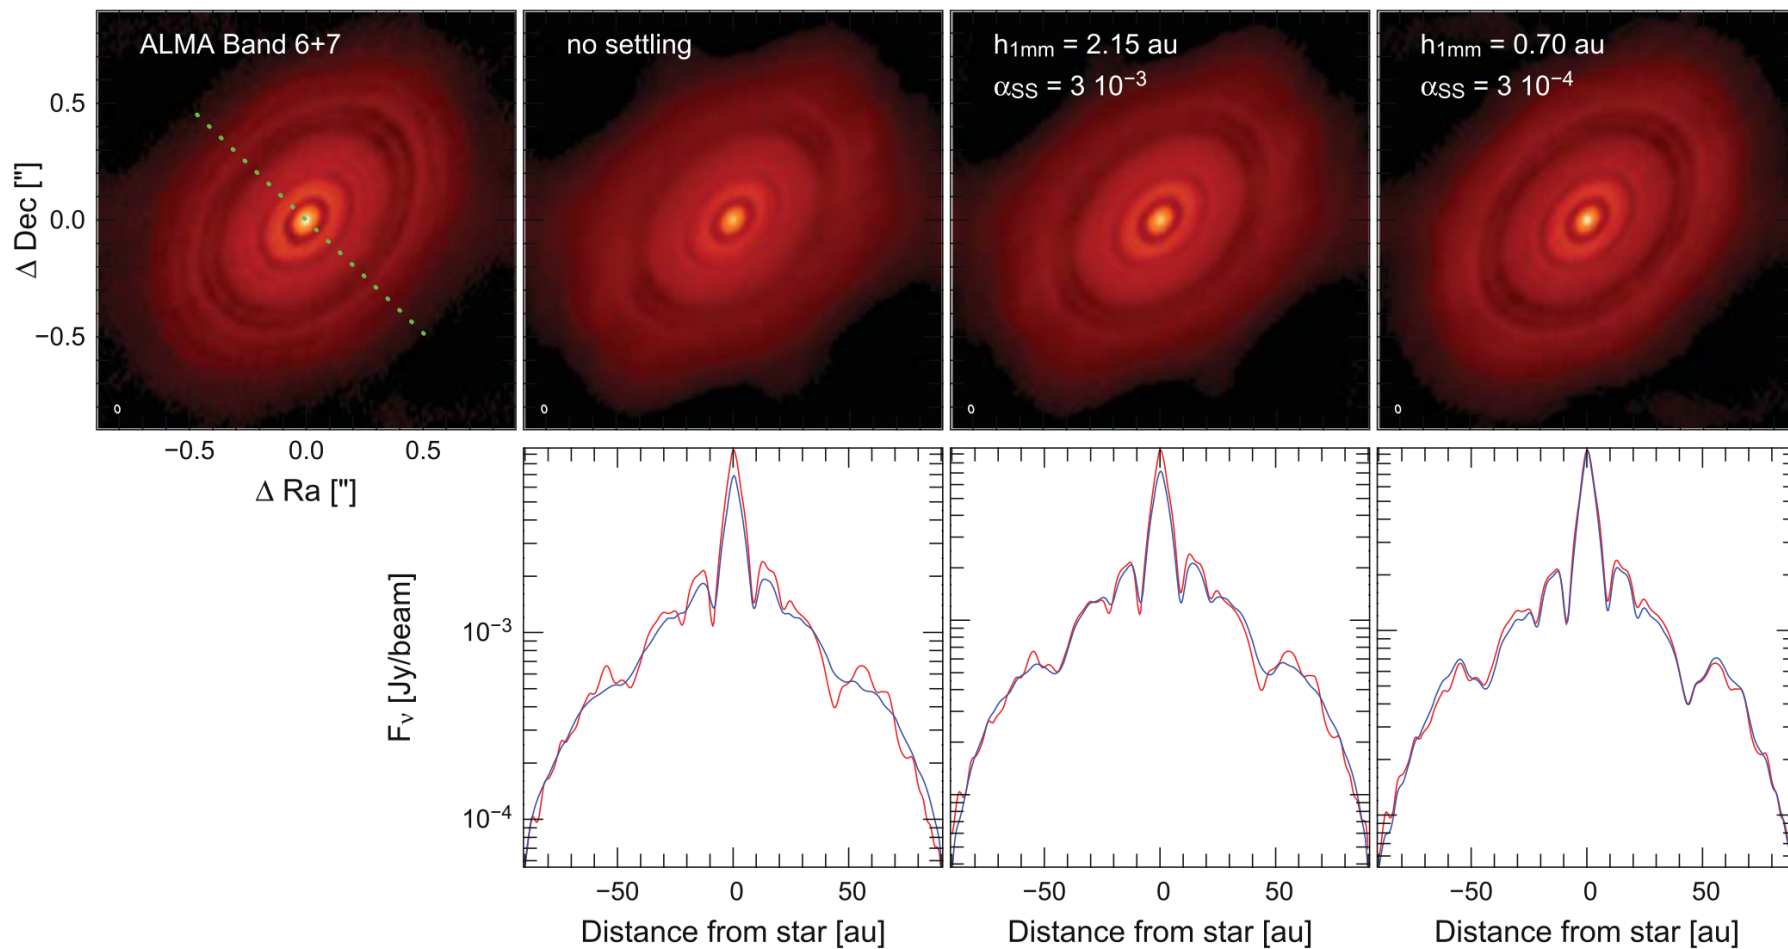 ALMA Band 6+7
no settling
h1mm = 2.15 au
αSS = 3 10−3
h1mm = 0.70 au
αSS = 3 10−4
0.5
0.0
−0.5
Δ Dec ["]
−0.5 0.0 0.5
Δ Ra ["]
10−3
10−4
Fν [Jy/beam]
−50 0 50
−50 0 50
−50 0 50
Distance from star [au]
Distance from star [au]
Distance from star [au]